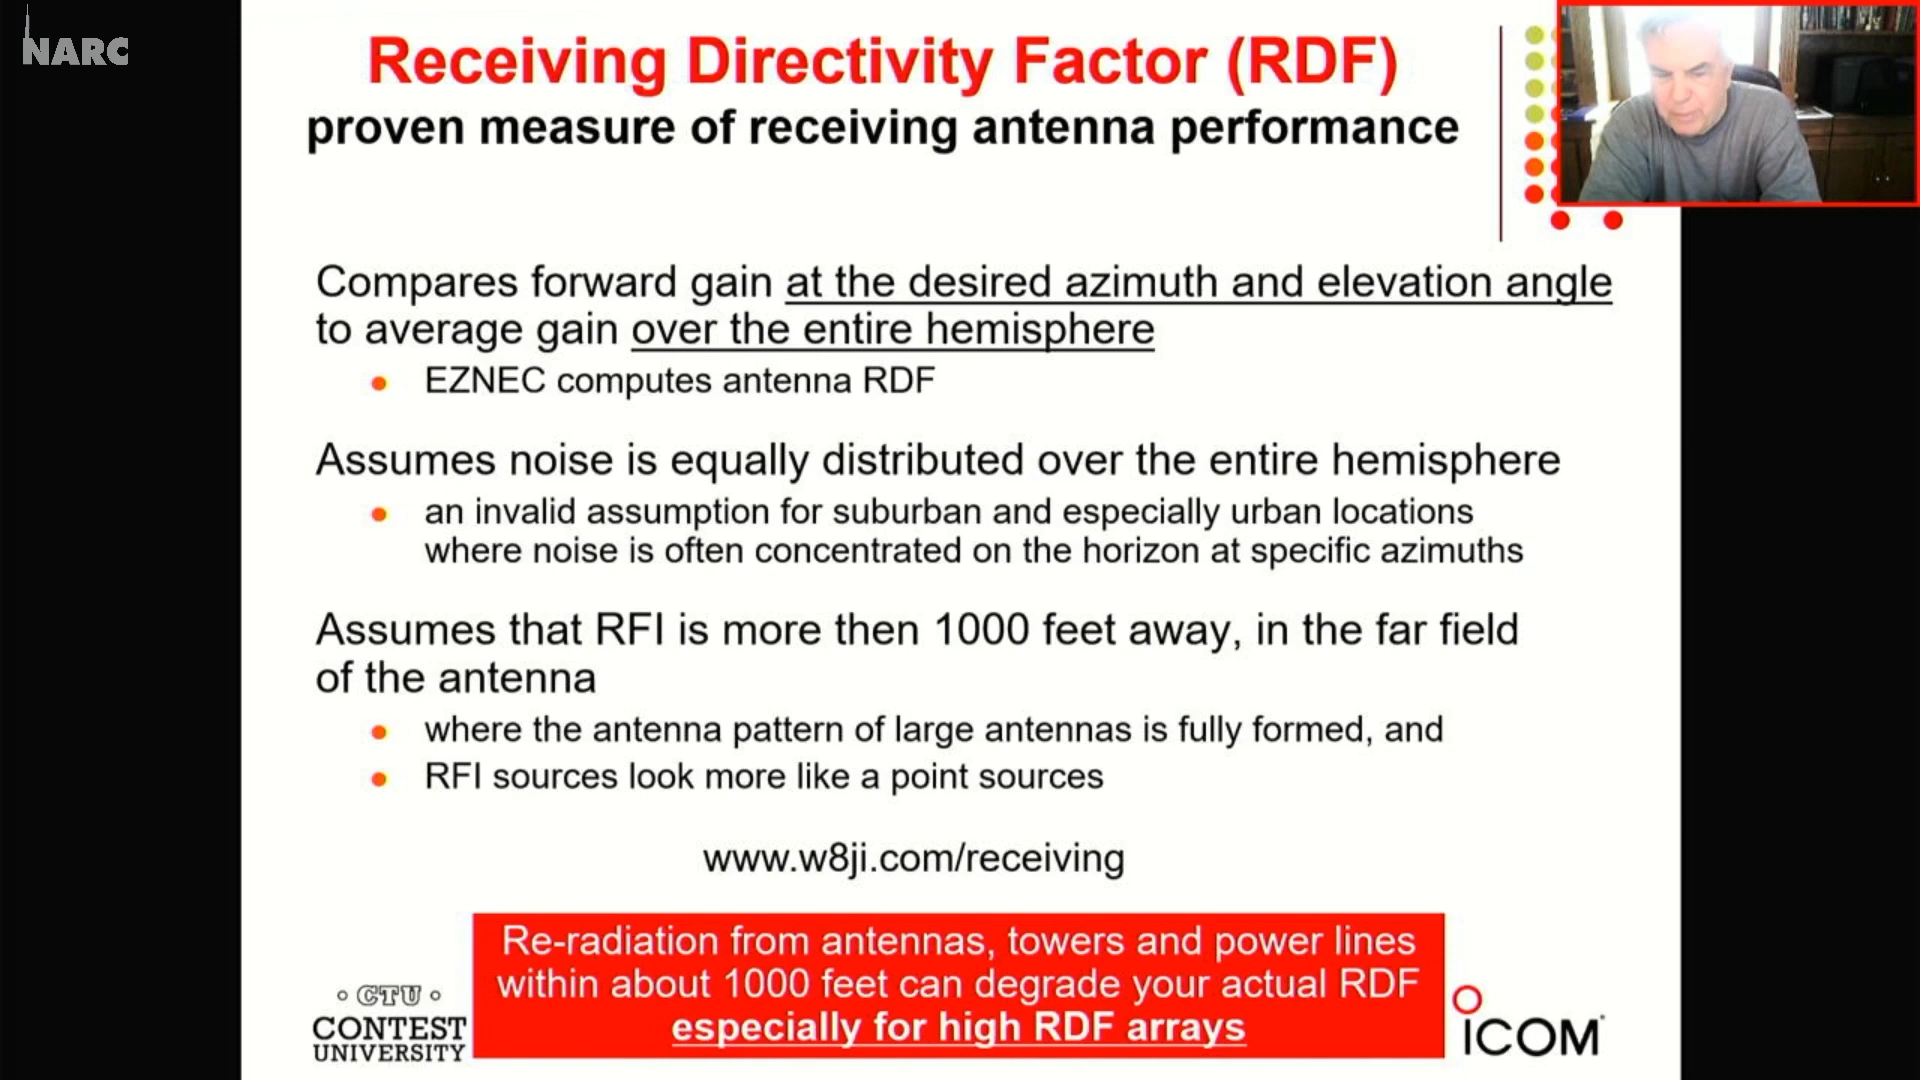 NARC
Receiving Directivity Factor (RDF)
proven measure of receiving antenna performance
Compares forward gain at the desired azimuth and elevation angle
to average gain over the entire hemisphere
EZNEC computes antenna RDF
Assumes noise is equally distributed over the entire hemisphere
an invalid assumption for suburban and especially urban locations
where noise is often concentrated on the horizon at specific azimuths
Assumes that RFI is more then 1000 feet away, in the far field
of the antenna
where the antenna pattern of large antennas is fully formed, and
RFI sources look more like a point sources
www.w8ji.com/receiving
Re-radiation from antennas, towers and power lines
within about 1000 feet can degrade your actual RDF
especially for high RDF arrays
CTU
CONTEST
UNIVERSITY
ICOM